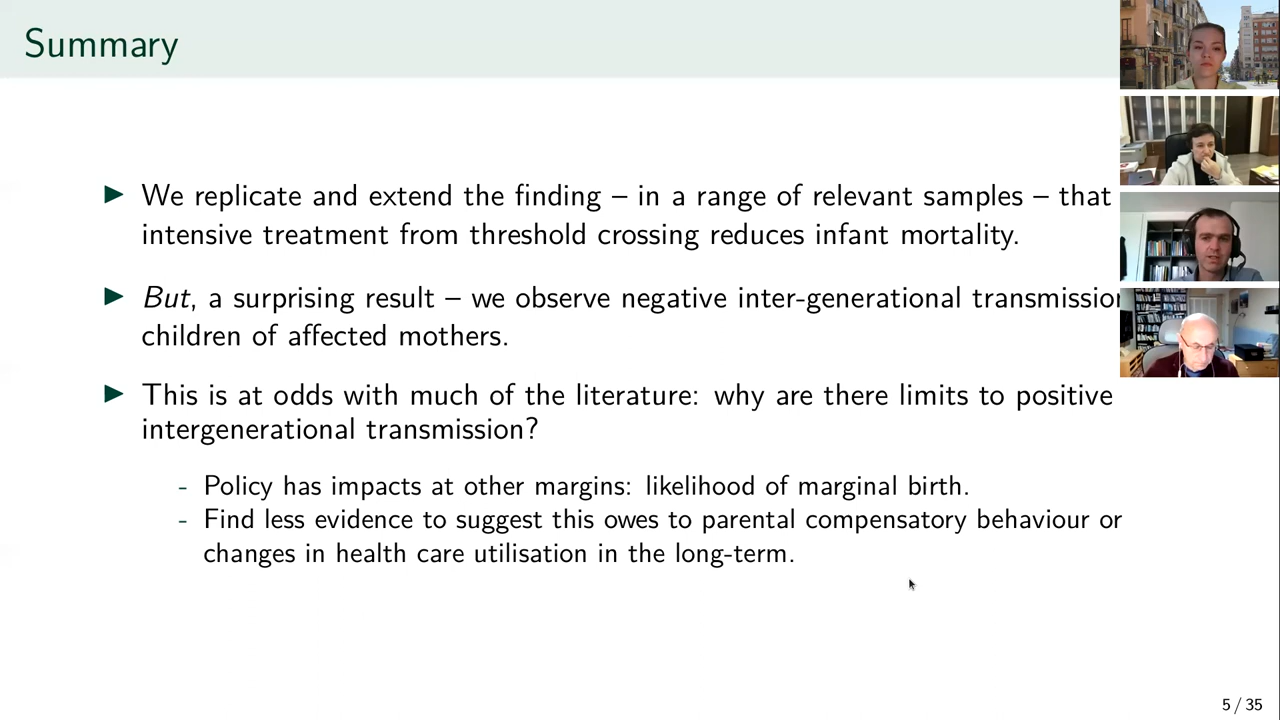 Summary
We replicate and extend the finding – in a range of relevant samples – that
intensive treatment from threshold crossing reduces infant mortality.
But, a surprising result – we observe negative inter-generational
children of affected mothers.
This is at odds with much of the literature: why are there limits to positive
intergenerational transmission?
- Policy has impacts at other margins: likelihood of marginal birth.
- Find less evidence to suggest this owes to parental compensatory behaviour or
changes in health care utilisation in the long-term.
5 / 35